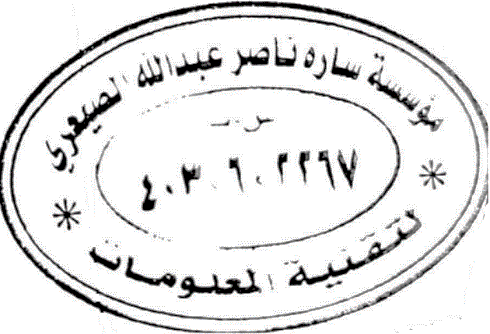 مؤسسة ساره ناصر عبدالله الصيعري
س.ت
٤٠٣٠٦٠٢٢٦٧
لتقنية المعلومات